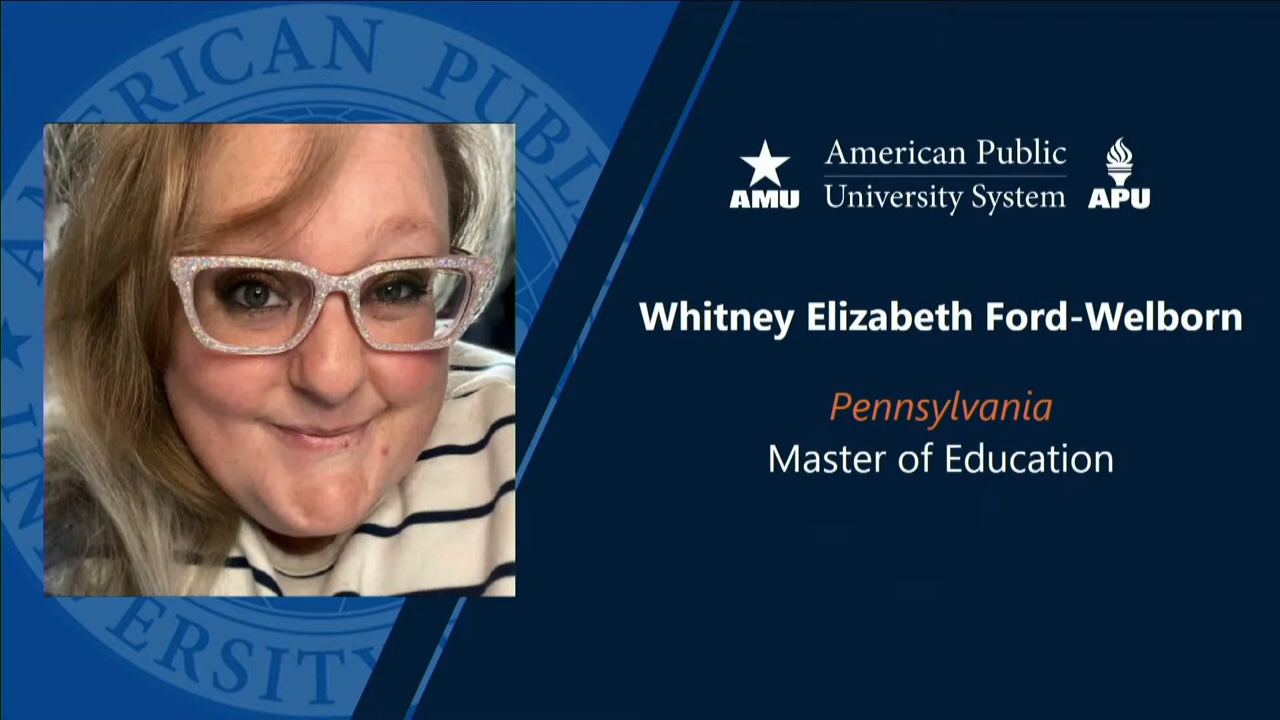 AMERICAN PUBLIC
UNIVERSITY
AMU
American Public
University System
APU
Whitney Elizabeth Ford-Welborn
Pennsylvania
Master of Education